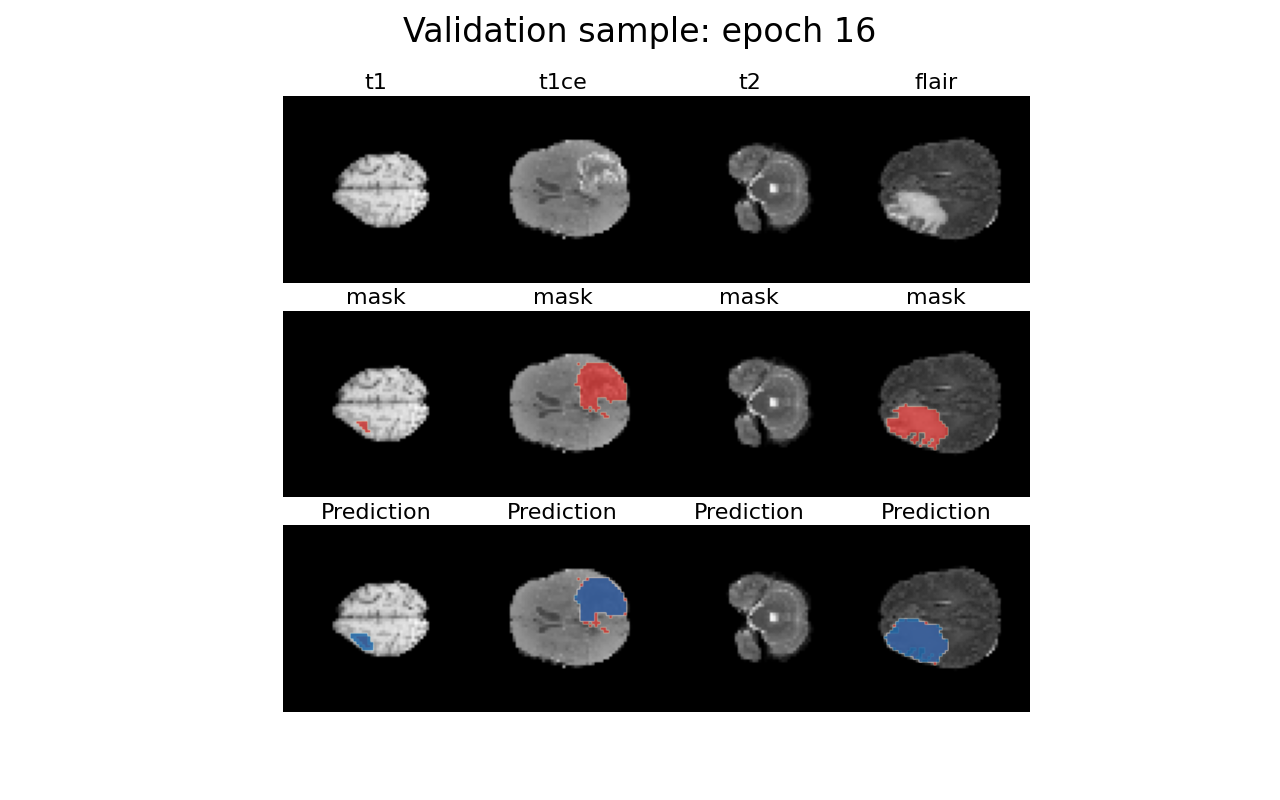 Validation sample: epoch 16
t1 t1ce t2 flair
mask mask mask mask
Prediction Prediction Prediction Prediction